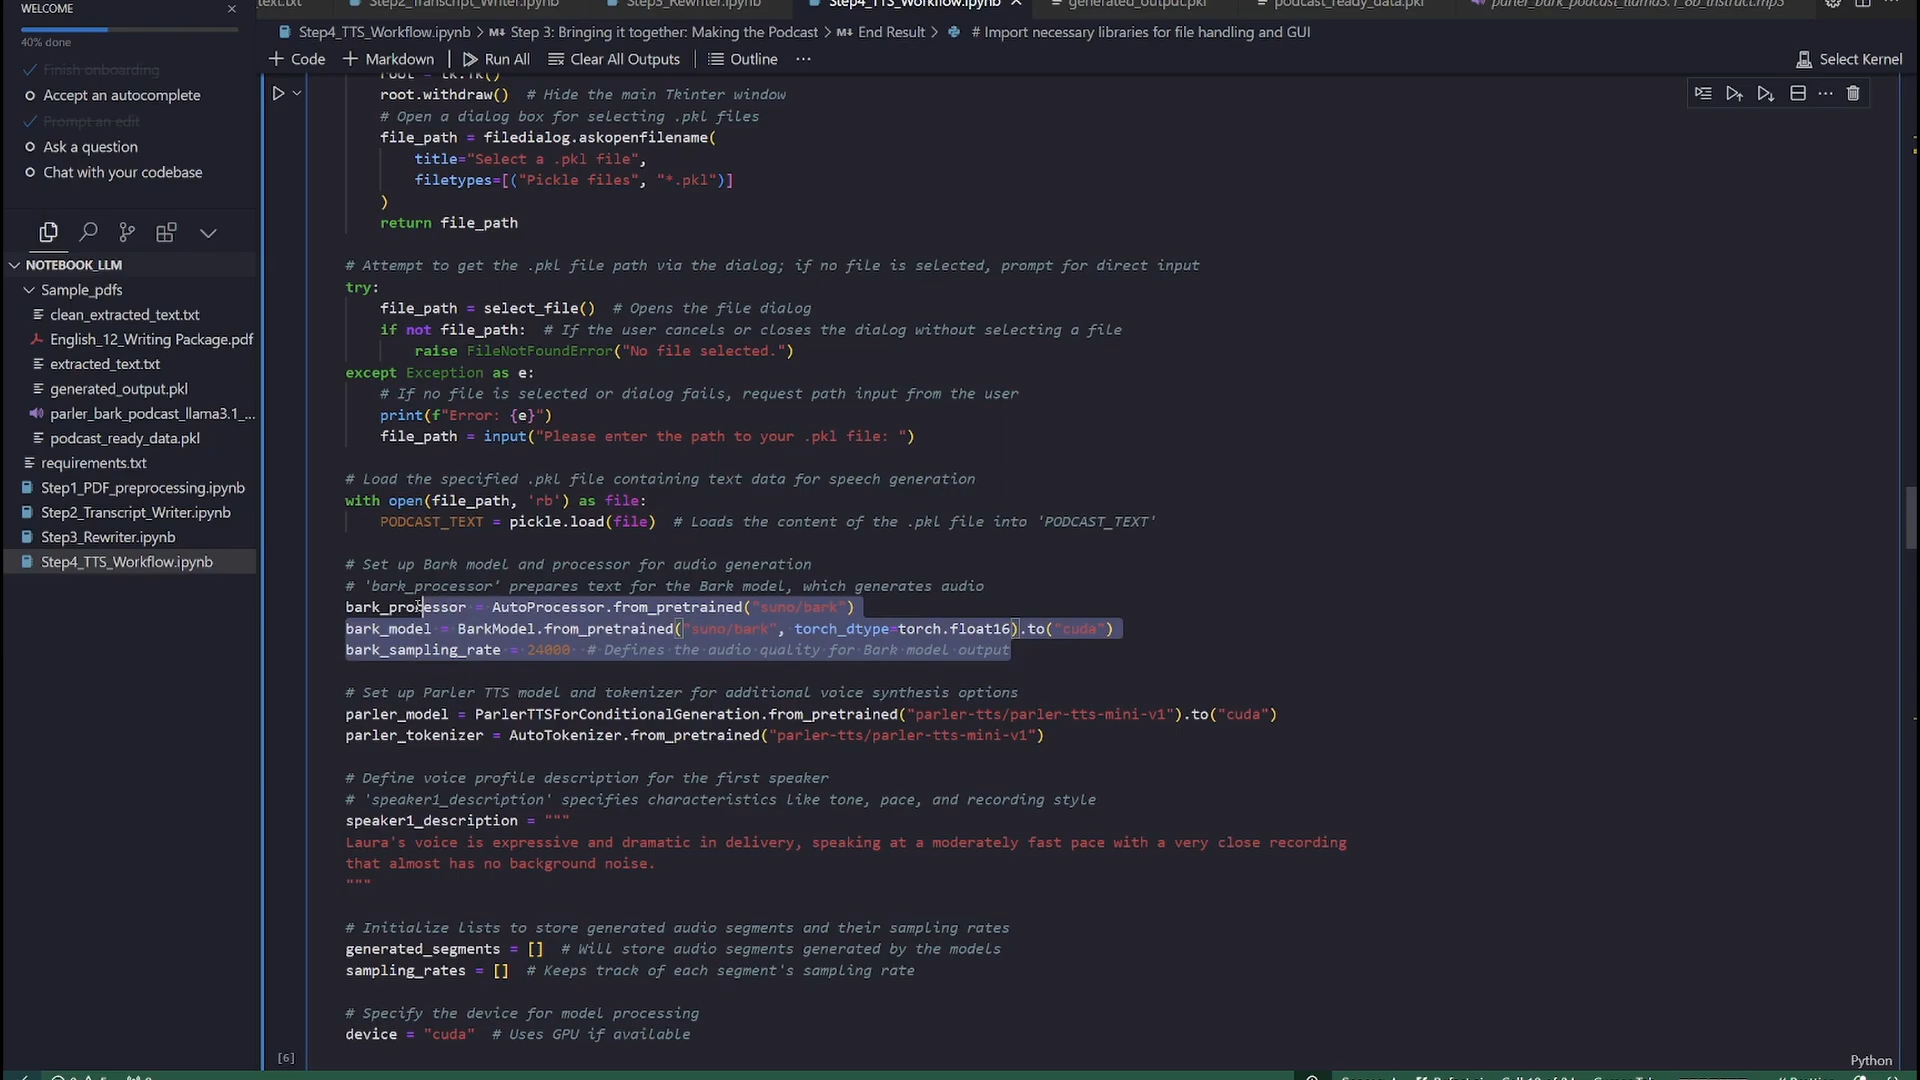 WELCOME
40% done
Finish onboarding
Accept an autocomplete
Prompt an edit
Ask a question
Chat with your codebase
NOTEBOOK_LLM
Sample_pdfs
clean_extracted_text.txt
English_12_Writing Package.pdf
extracted_text.txt
generated_output.pkl
parler_bark_podcast_llama3.1_...
podcast_ready_data.pkl
requirements.txt
Step1_PDF_preprocessing.ipynb
Step2_Transcript_Writer.ipynb
Step3_Rewriter.ipynb
Step4_TTS_Workflow.ipynb
text.txt Step2_Transcript_Writer.ipynb Step3_Rewriter.ipynb Step4_TTS_Workflow.ipynb generated_output.pkl podcast_ready_data.pkl parler_bark_podcast_llama3.1_8b_instruct.mp3
Step4_TTS_Workflow.ipynb > Step 3: Bringing it together: Making the Podcast > End Result > # Import necessary libraries for file handling and GUI
+ Code + Markdown | Run All Clear All Outputs | Outline ··· Select Kernel
root = tk.Tk()
root.withdraw()  # Hide the main Tkinter window
# Open a dialog box for selecting .pkl files
file_path = filedialog.askopenfilename(
title="Select a .pkl file",
filetypes=[("Pickle files", "*.pkl")]
)
return file_path
# Attempt to get the .pkl file path via the dialog; if no file is selected, prompt for direct input
try:
file_path = select_file()  # Opens the file dialog
if not file_path:  # If the user cancels or closes the dialog without selecting a file
raise FileNotFoundError("No file selected.")
except Exception as e:
# If no file is selected or dialog fails, request path input from the user
print(f"Error: {e}")
file_path = input("Please enter the path to your .pkl file: ")
# Load the specified .pkl file containing text data for speech generation
with open(file_path, 'rb') as file:
PODCAST_TEXT = pickle.load(file)  # Loads the content of the .pkl file into 'PODCAST_TEXT'
# Set up Bark model and processor for audio generation
# 'bark_processor' prepares text for the Bark model, which generates audio
bark_processor = AutoProcessor.from_pretrained("suno/bark")
bark_model = BarkModel.from_pretrained("suno/bark", torch_dtype=torch.float16).to("cuda")
bark_sampling_rate = 24000  # Defines the audio quality for Bark model output
# Set up Parler TTS model and tokenizer for additional voice synthesis options
parler_model = ParlerTTSForConditionalGeneration.from_pretrained("parler-tts/parler-tts-mini-v1").to("cuda")
parler_tokenizer = AutoTokenizer.from_pretrained("parler-tts/parler-tts-mini-v1")
# Define voice profile description for the first speaker
# 'speaker1_description' specifies characteristics like tone, pace, and recording style
speaker1_description = """
Laura's voice is expressive and dramatic in delivery, speaking at a moderately fast pace with a very close recording
that almost has no background noise.
"""
# Initialize lists to store generated audio segments and their sampling rates
generated_segments = []  # Will store audio segments generated by the models
sampling_rates = []  # Keeps track of each segment's sampling rate
# Specify the device for model processing
device = "cuda"  # Uses GPU if available
[6]
Python